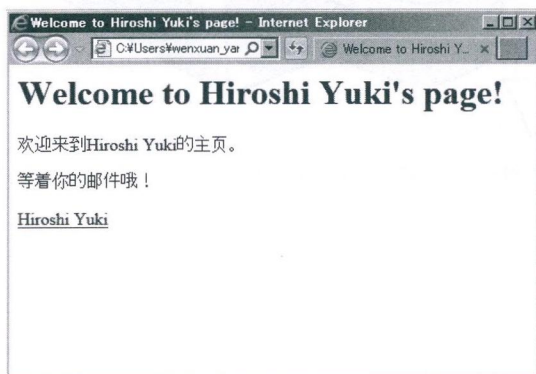 Welcome to Hiroshi Yuki's page! - Internet Explorer
C:¥Users¥wenxuan_yar
Welcome to Hiroshi Y...
Welcome to Hiroshi Yuki's page!
欢迎来到Hiroshi Yuki的主页。
等着你的邮件哦！
Hiroshi Yuki